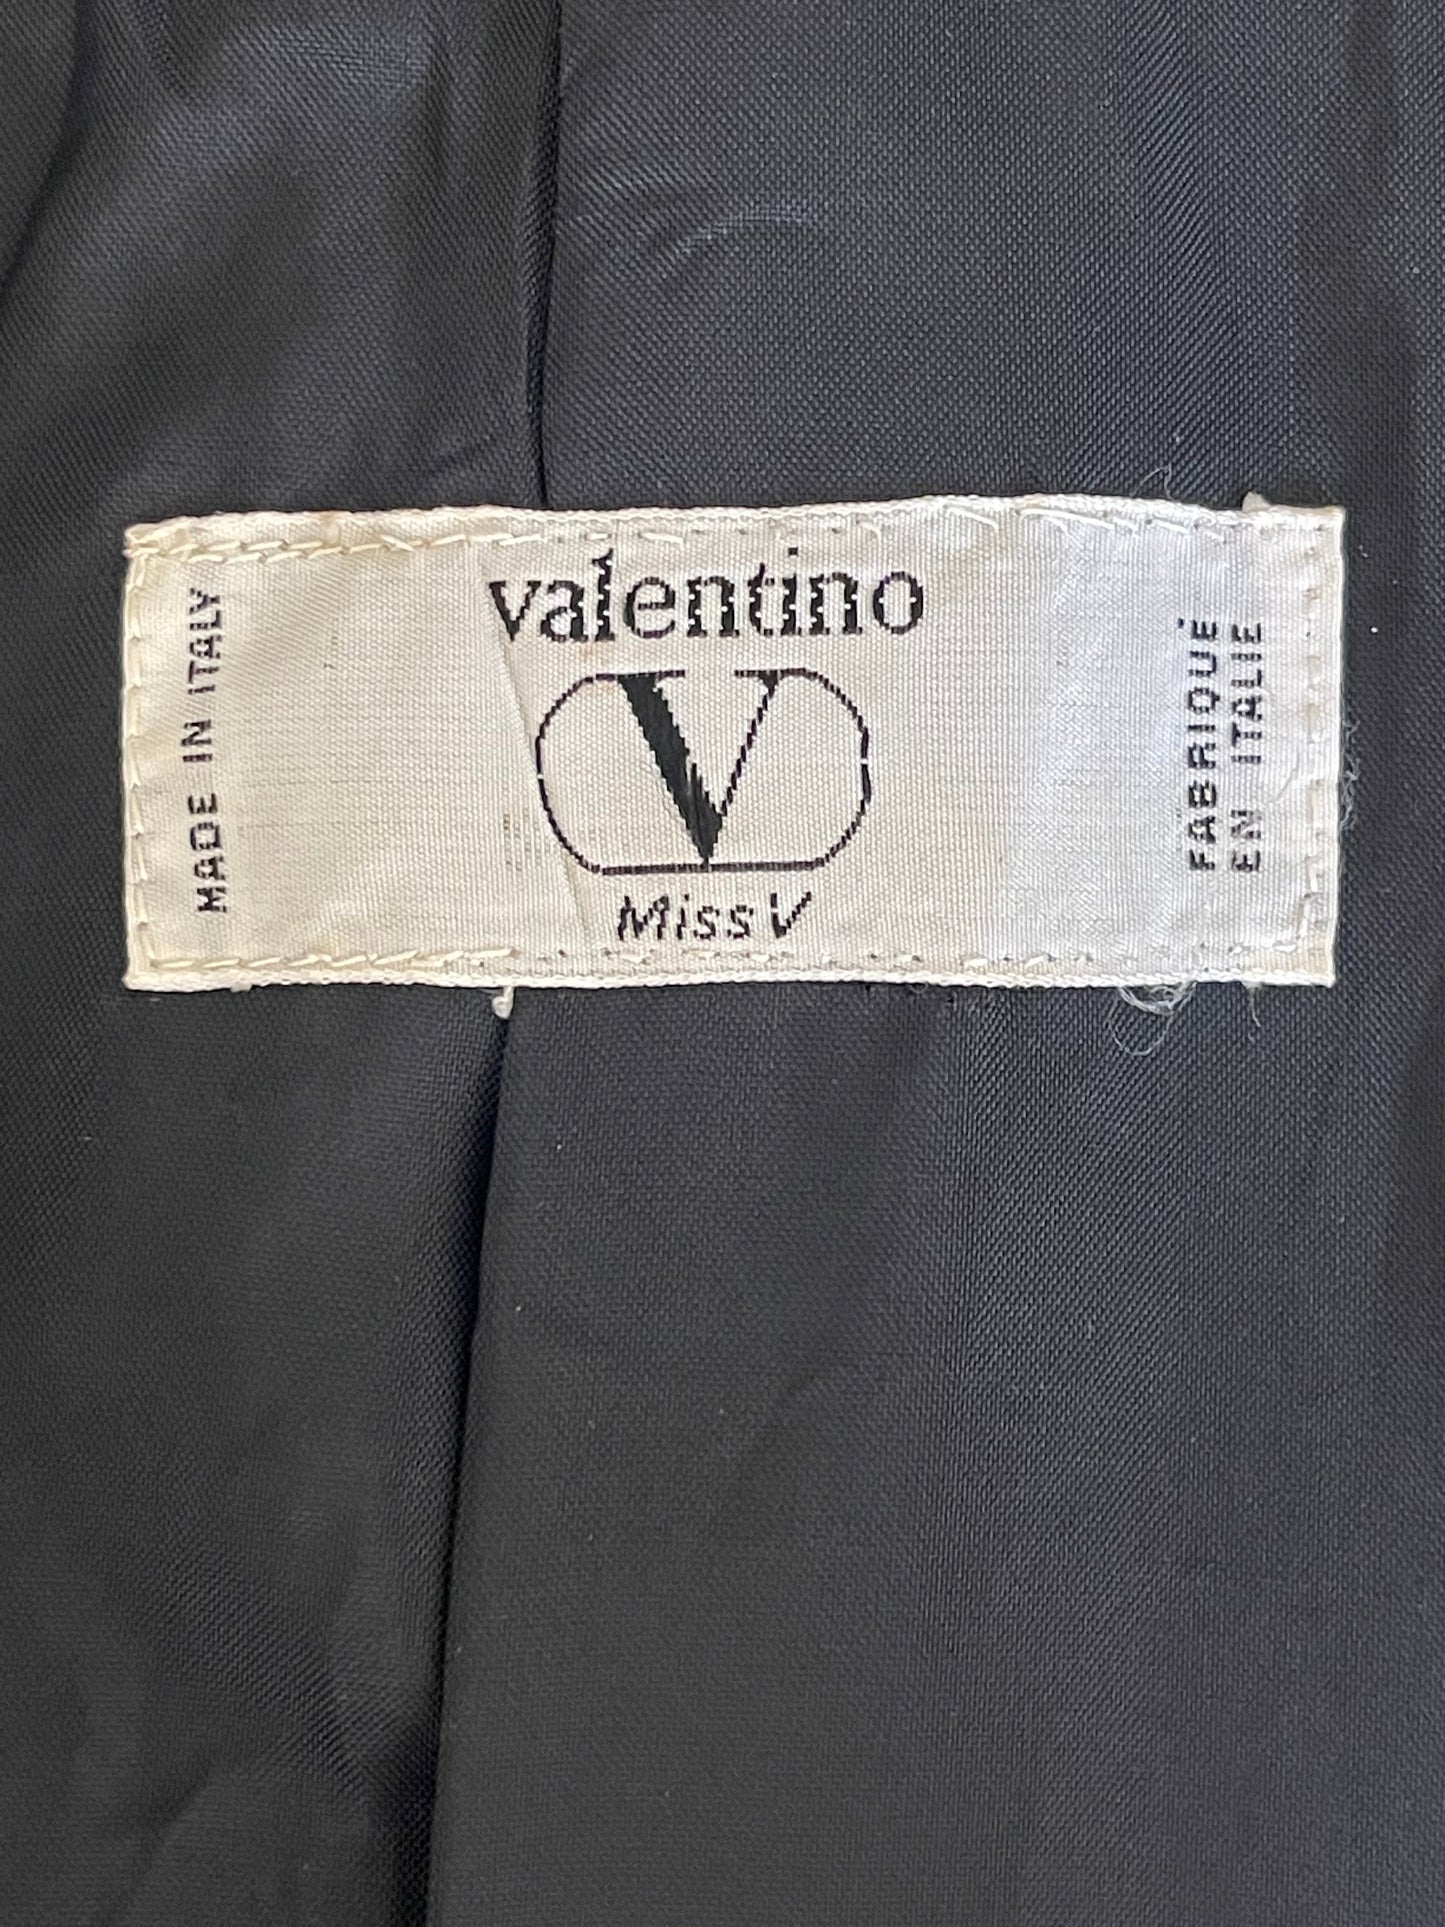 MADE IN ITALY
valentino
V
Miss V
FABRIQUÉ
EN ITALIE